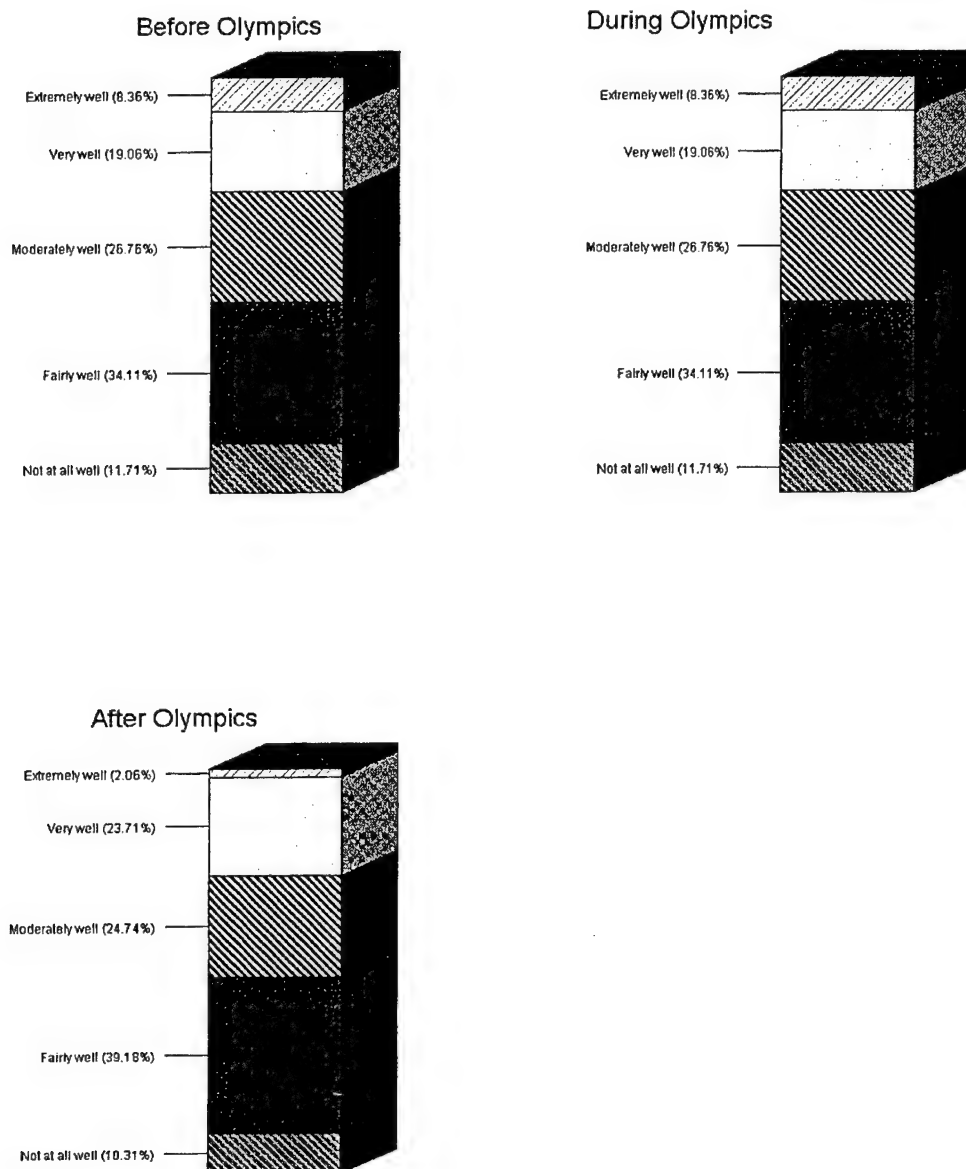 Before Olympics
Extremely well (8.36%)
Very well (19.06%)
Moderately well (26.76%)
Fairly well (34.11%)
Not at all well (11.71%)
During Olympics
Extremely well (8.36%)
Very well (19.06%)
Moderately well (26.76%)
Fairly well (34.11%)
Not at all well (11.71%)
After Olympics
Extremely well (2.06%)
Very well (23.71%)
Moderately well (24.74%)
Fairly well (39.18%)
Not at all well (10.31%)